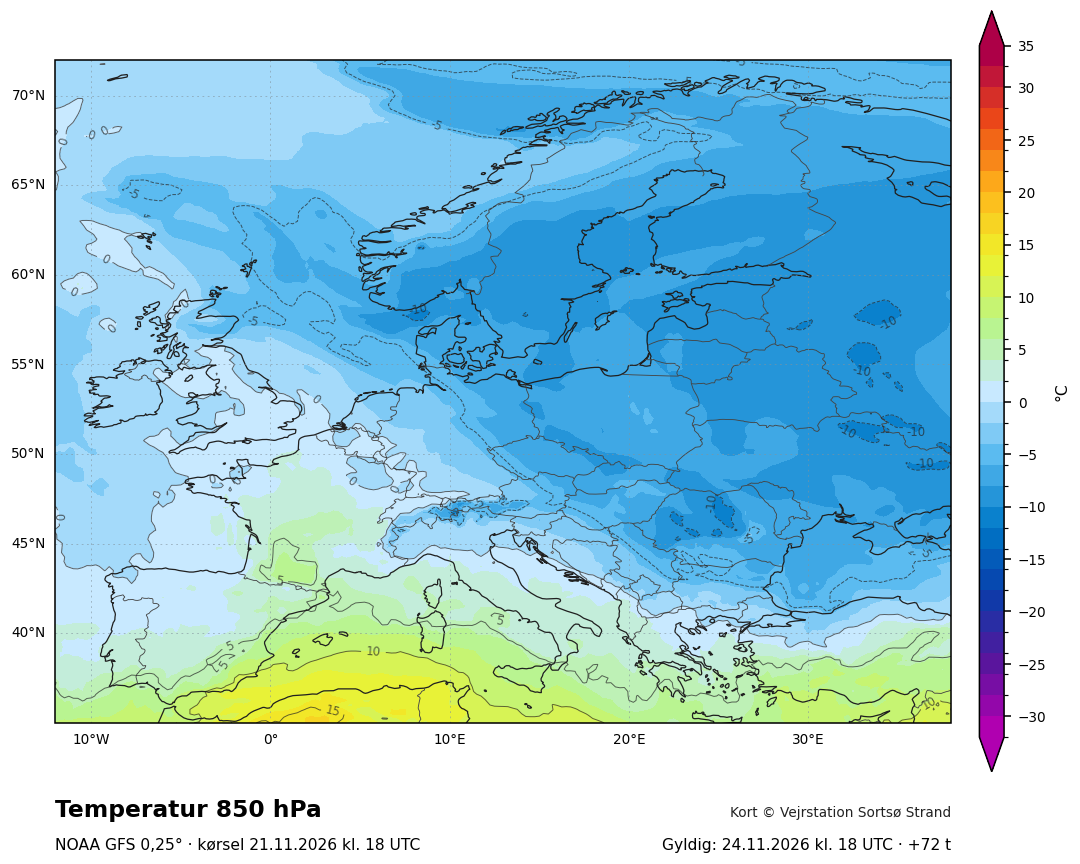 70°N
65°N
60°N
55°N
50°N
45°N
40°N
10°W 0° 10°E 20°E 30°E
35
30
25
20
15
10
5
0
−5
−10
−15
−20
−25
−30
°C
Temperatur 850 hPa
Kort © Vejrstation Sortsø Strand
NOAA GFS 0,25° · kørsel 21.11.2026 kl. 18 UTC
Gyldig: 24.11.2026 kl. 18 UTC · +72 t